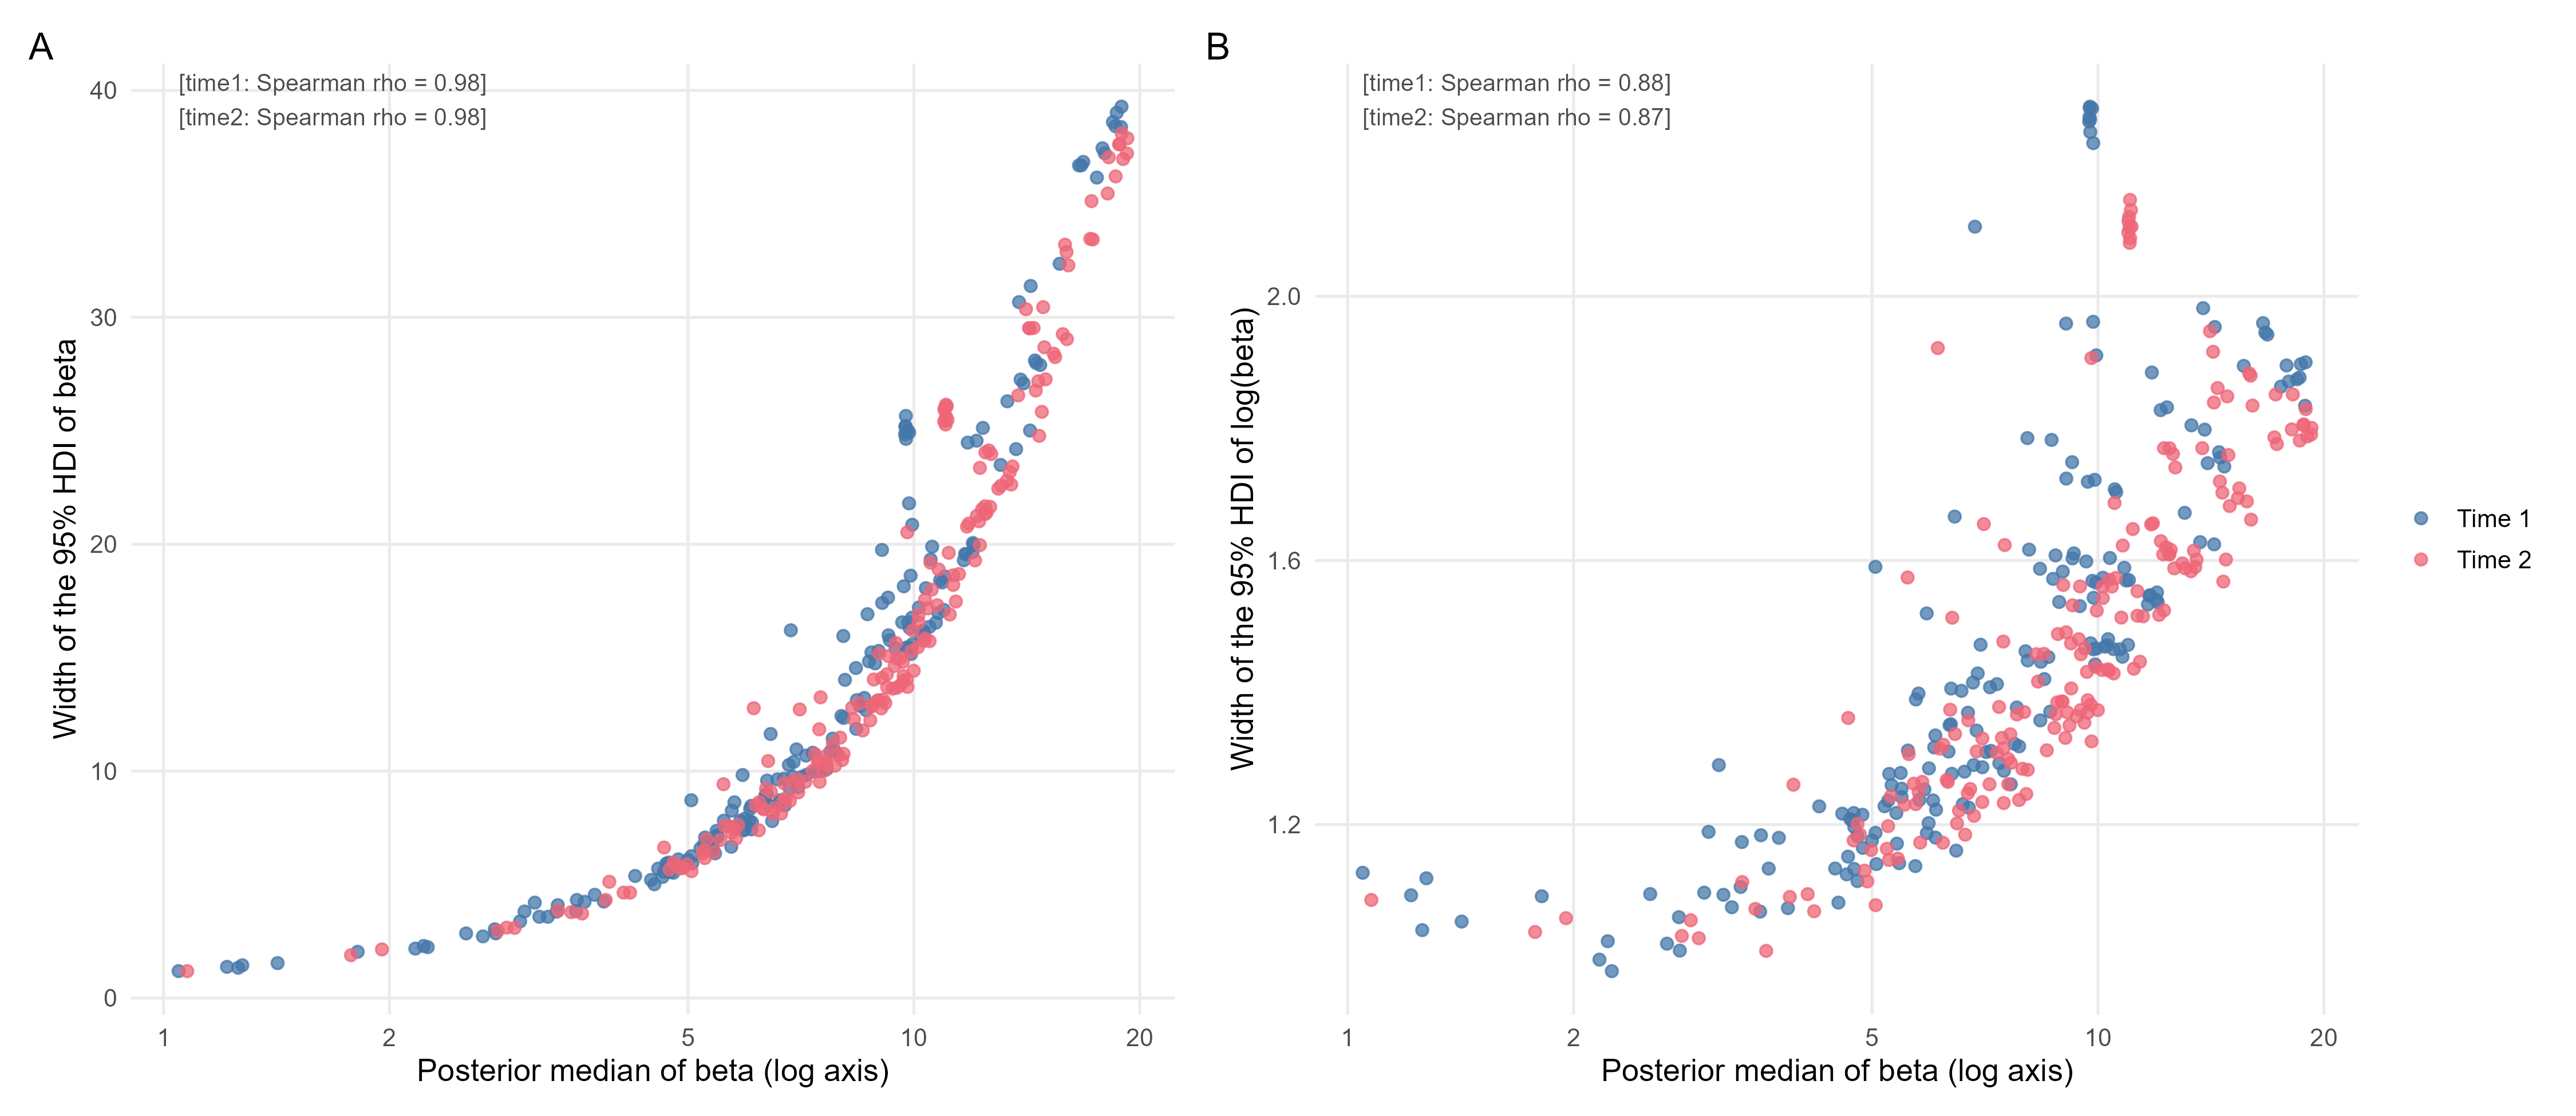 A
[time1: Spearman rho = 0.98]
[time2: Spearman rho = 0.98]
Width of the 95% HDI of beta
40
30
20
10
0
1 2 5 10 20
Posterior median of beta (log axis)
B
[time1: Spearman rho = 0.88]
[time2: Spearman rho = 0.87]
Width of the 95% HDI of log(beta)
2.0
1.6
1.2
1 2 5 10 20
Posterior median of beta (log axis)
Time 1
Time 2